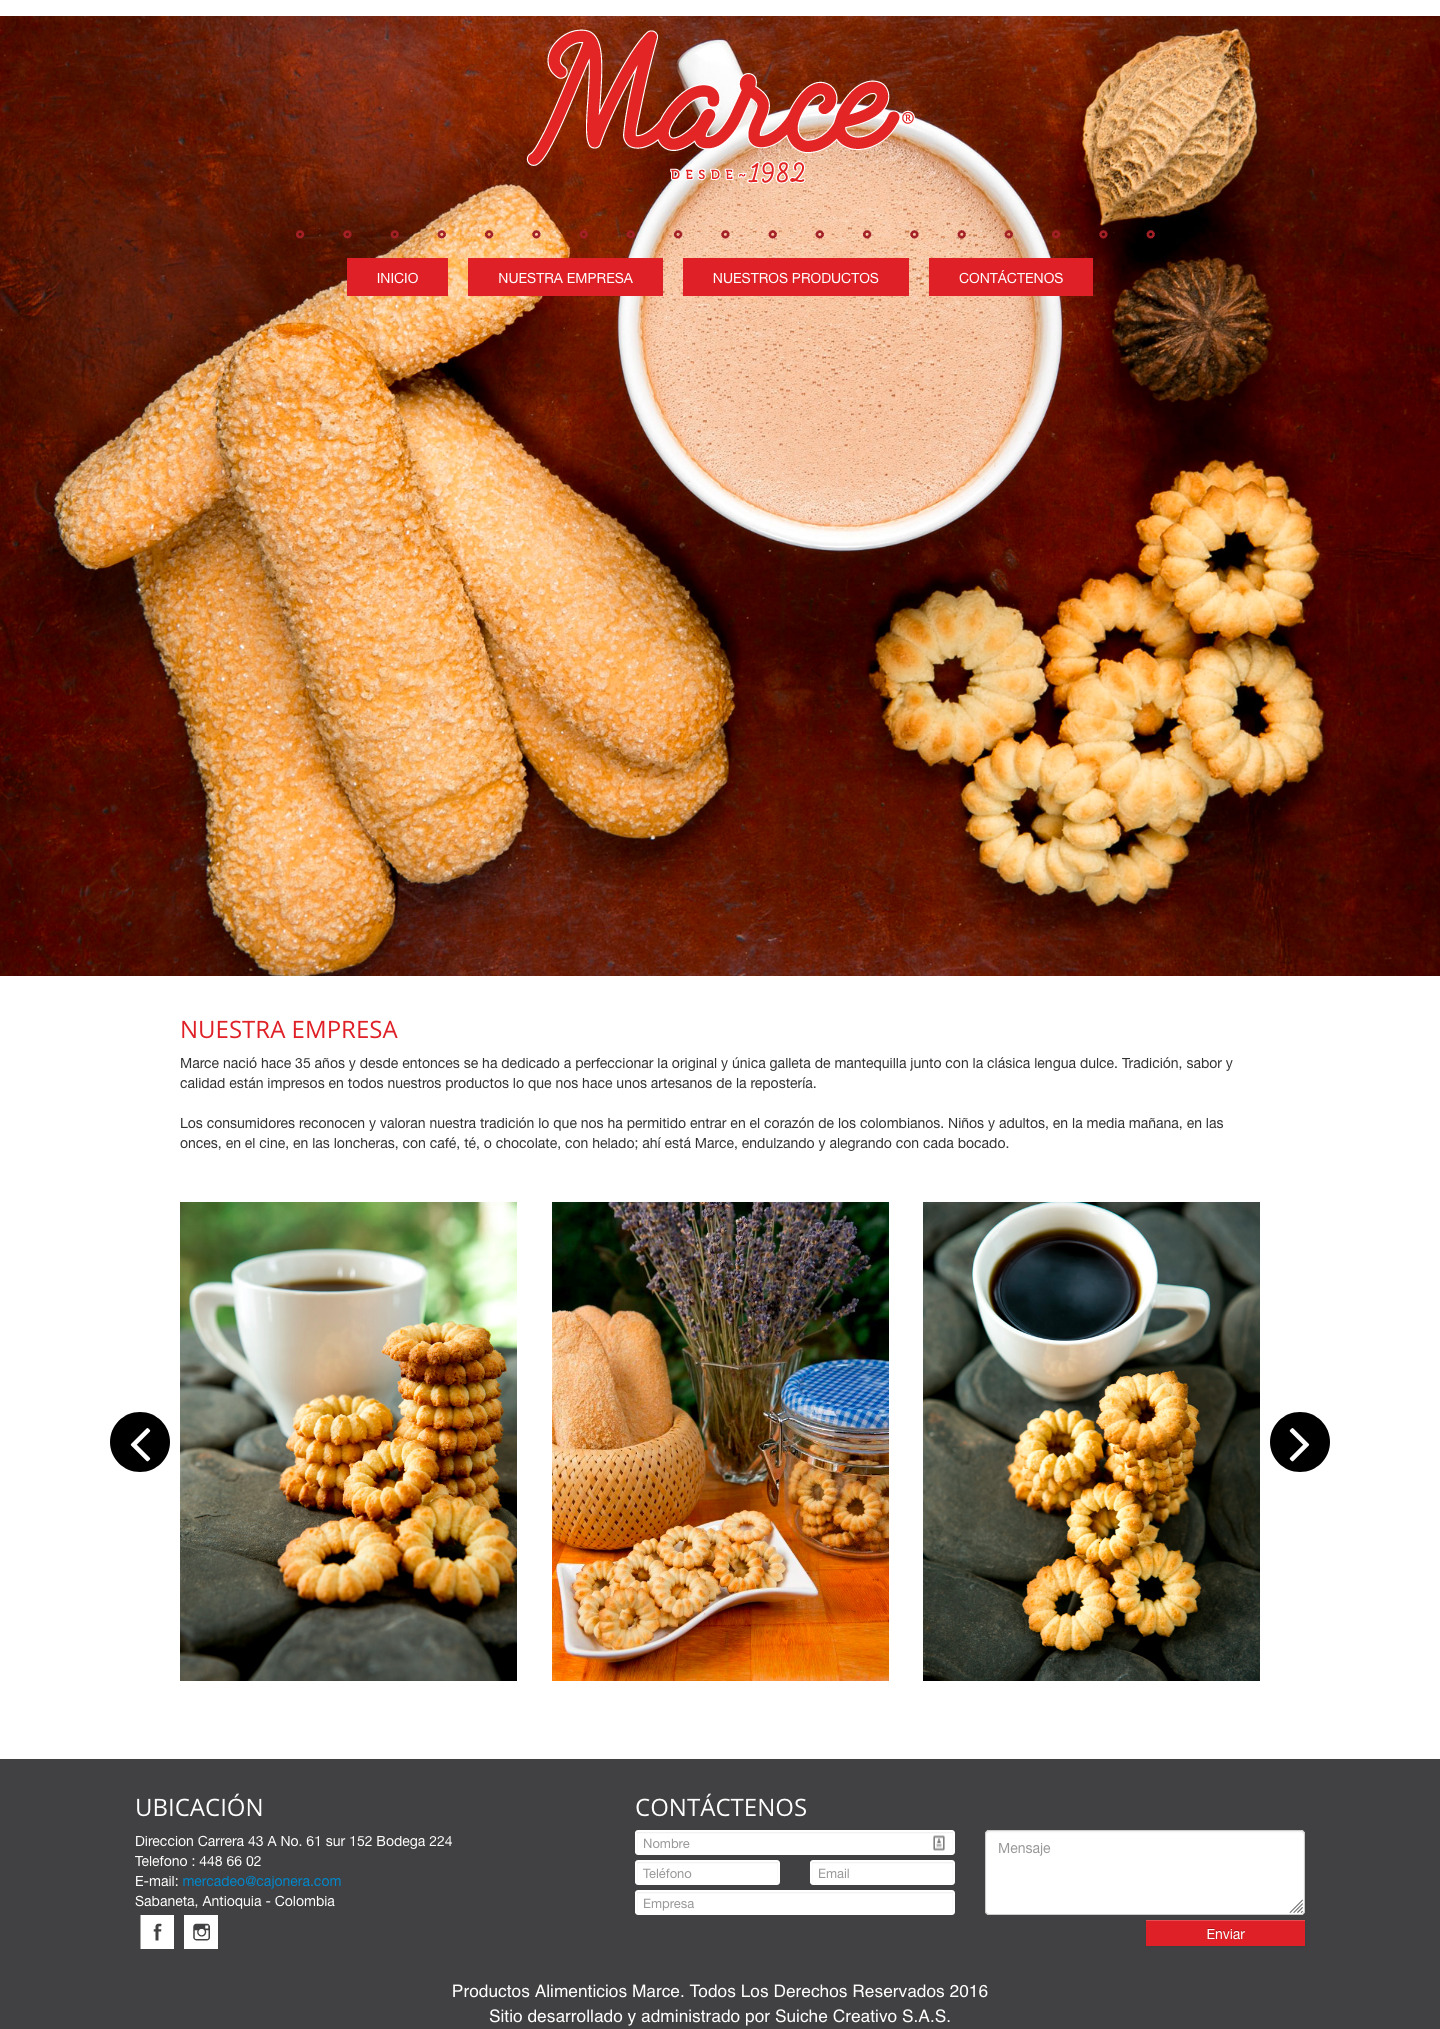 Marce®
DESDE~1982
INICIO
NUESTRA EMPRESA
NUESTROS PRODUCTOS
CONTÁCTENOS
NUESTRA EMPRESA
Marce nació hace 35 años y desde entonces se ha dedicado a perfeccionar la original y única galleta de mantequilla junto con la clásica lengua dulce. Tradición, sabor y
calidad están impresos en todos nuestros productos lo que nos hace unos artesanos de la repostería.
Los consumidores reconocen y valoran nuestra tradición lo que nos ha permitido entrar en el corazón de los colombianos. Niños y adultos, en la media mañana, en las
onces, en el cine, en las loncheras, con café, té, o chocolate, con helado; ahí está Marce, endulzando y alegrando con cada bocado.
UBICACIÓN
Direccion Carrera 43 A No. 61 sur 152 Bodega 224
Telefono : 448 66 02
E-mail: mercadeo@cajonera.com
Sabaneta, Antioquia - Colombia
CONTÁCTENOS
Nombre
Teléfono
Email
Empresa
Mensaje
Enviar
Productos Alimenticios Marce. Todos Los Derechos Reservados 2016
Sitio desarrollado y administrado por Suiche Creativo S.A.S.